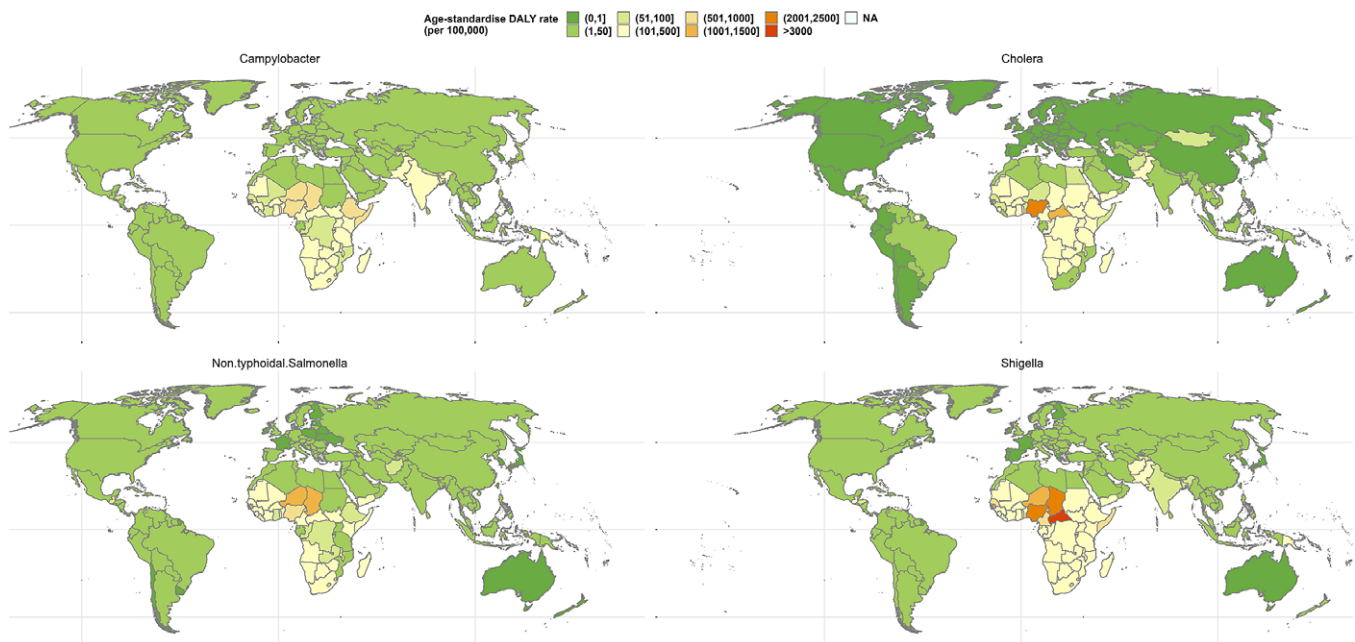 Age-standardise DALY rate
(per 100,000)
(0,1] (51,100] (501,1000] (2001,2500] NA
(1,50] (101,500] (1001,1500] >3000
Campylobacter
Cholera
Non.typhoidal.Salmonella
Shigella